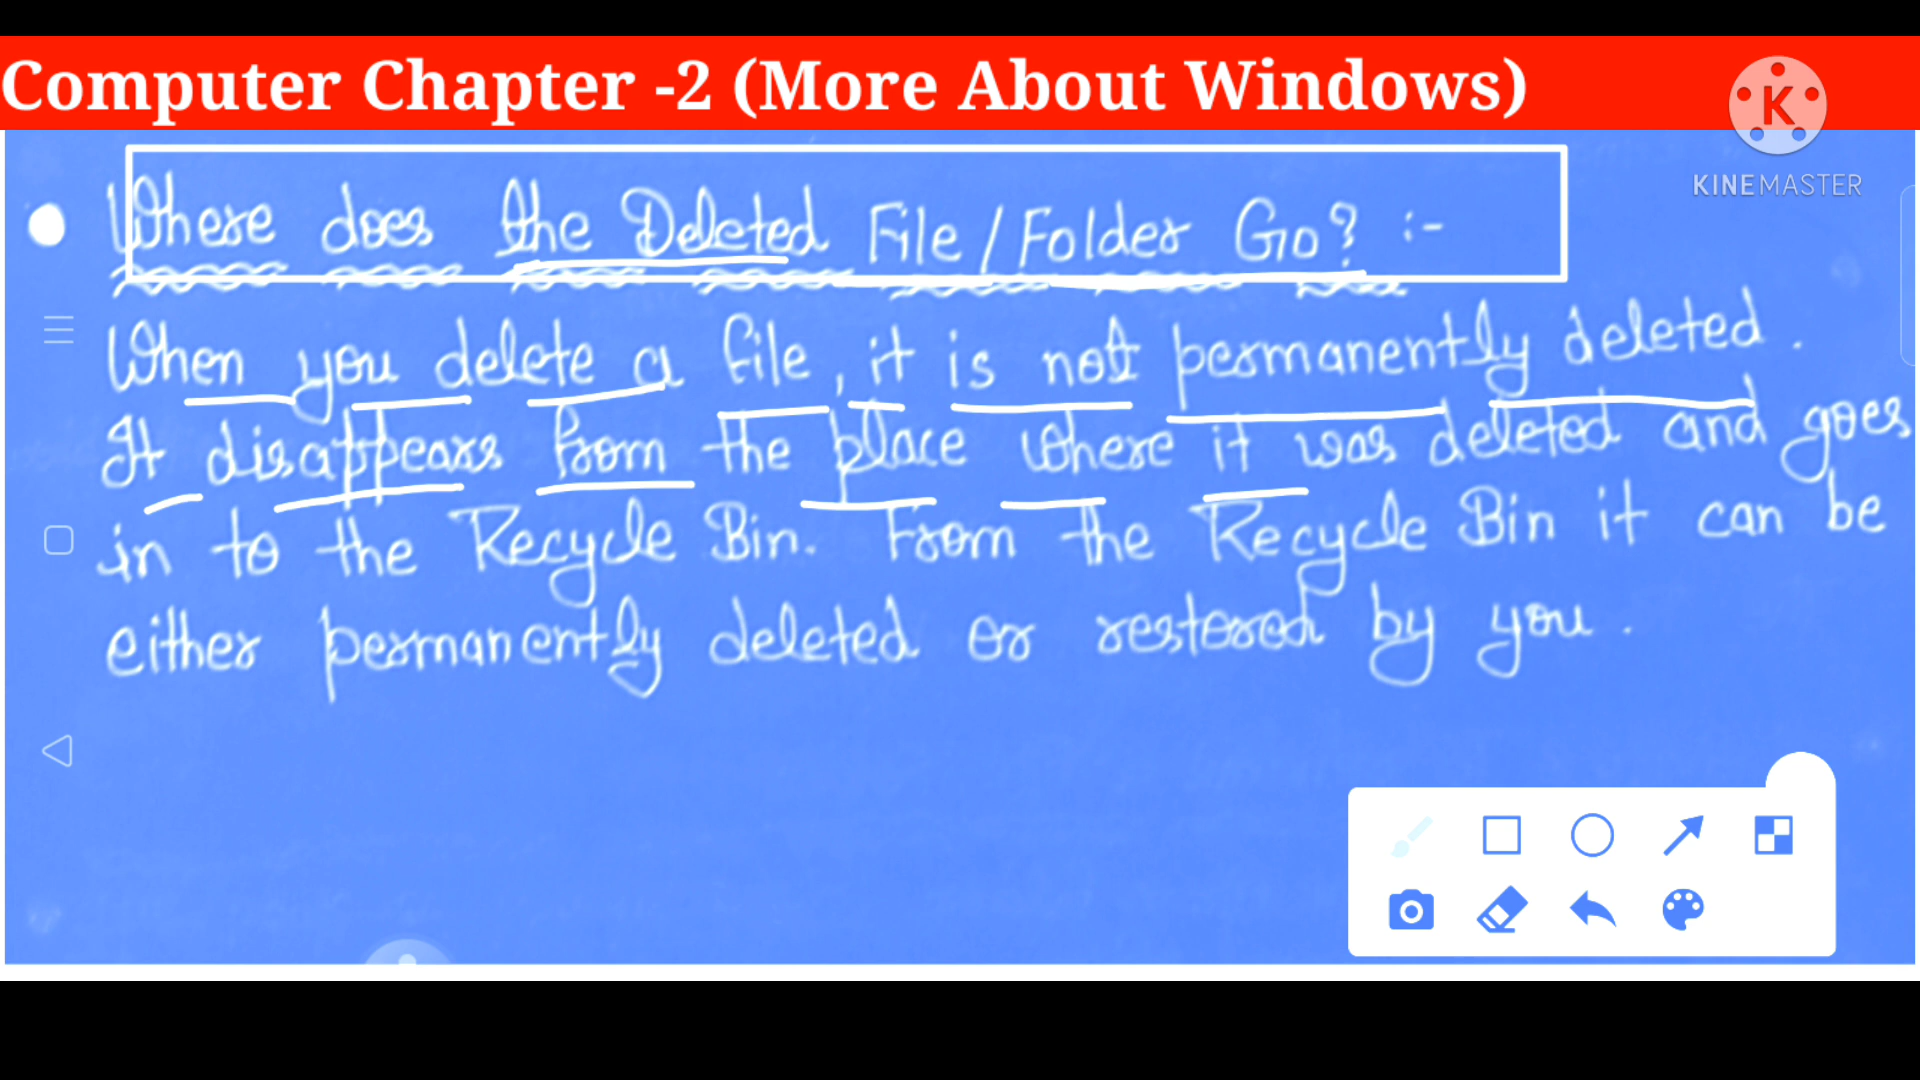 Computer Chapter -2 (More About Windows)
K
KINEMASTER
Where does the Deleted File/Folder Go? :-
When you delete a file, it is not permanently deleted.
It disappears from the place where it was deleted and goes
in to the Recycle Bin. From the Recycle Bin it can be
either permanently deleted or restored by you.